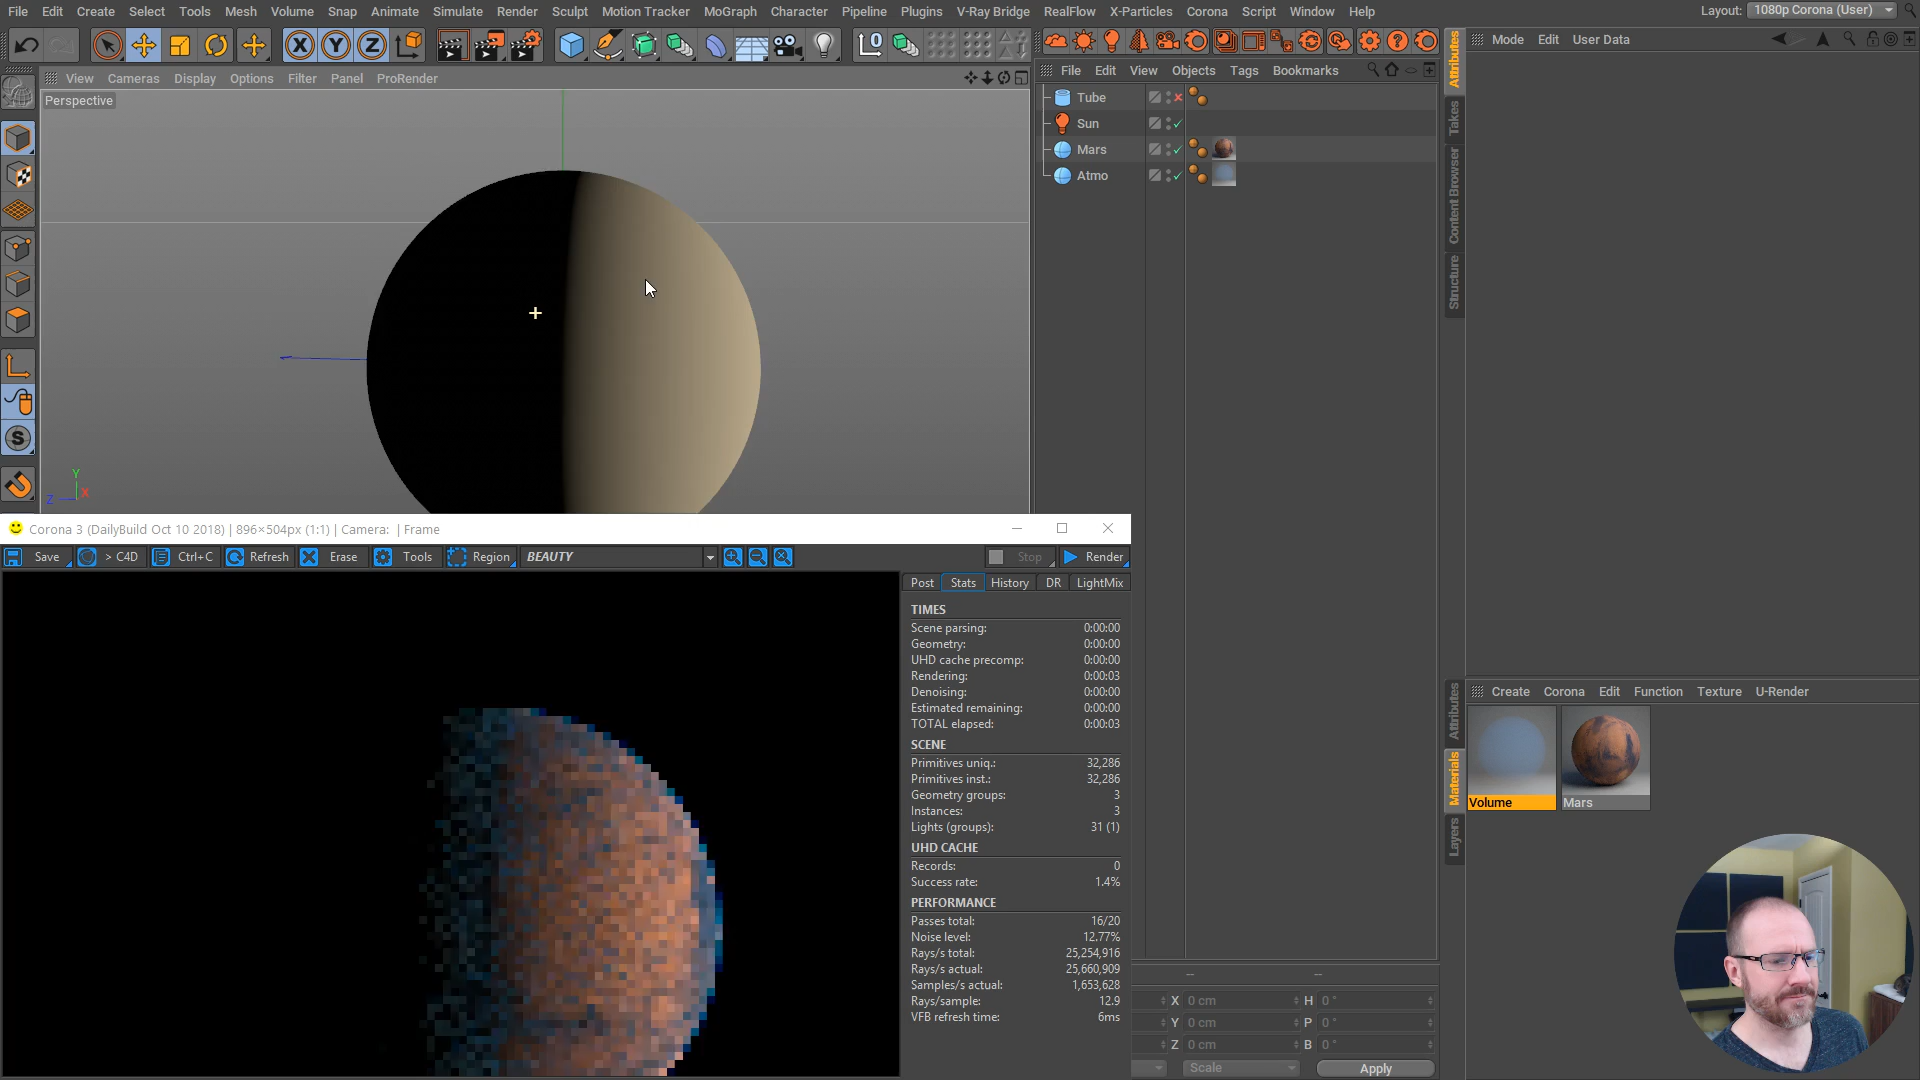 File Edit Create Select Tools Mesh Volume Snap Animate Simulate Render Sculpt Motion Tracker MoGraph Character Pipeline Plugins V-Ray Bridge RealFlow X-Particles Corona Script Window Help Layout: 1080p Corona (User)
View Cameras Display Options Filter Panel ProRender
Perspective
Y
Z X
File Edit View Objects Tags Bookmarks
Tube
Sun
Mars
Atmo
Attributes
Takes
Content Browser
Structure
Mode Edit User Data
Corona 3 (DailyBuild Oct 10 2018) | 896×504px (1:1) | Camera: | Frame
Save > C4D Ctrl+C Refresh Erase Tools Region BEAUTY Stop Render
Post Stats History DR LightMix
TIMES
Scene parsing: 0:00:00
Geometry: 0:00:00
UHD cache precomp: 0:00:00
Rendering: 0:00:03
Denoising: 0:00:00
Estimated remaining: 0:00:00
TOTAL elapsed: 0:00:03
SCENE
Primitives uniq.: 32,286
Primitives inst.: 32,286
Geometry groups: 3
Instances: 3
Lights (groups): 31 (1)
UHD CACHE
Records: 0
Success rate: 1.4%
PERFORMANCE
Passes total: 16/20
Noise level: 12.77%
Rays/s total: 25,254,916
Rays/s actual: 25,660,909
Samples/s actual: 1,653,628
Rays/sample: 12.9
VFB refresh time: 6ms
-- --
X 0 cm H 0 °
Y 0 cm P 0 °
Z 0 cm B 0 °
Scale Apply
Attributes
Materials
Layers
Create Corona Edit Function Texture U-Render
Volume Mars